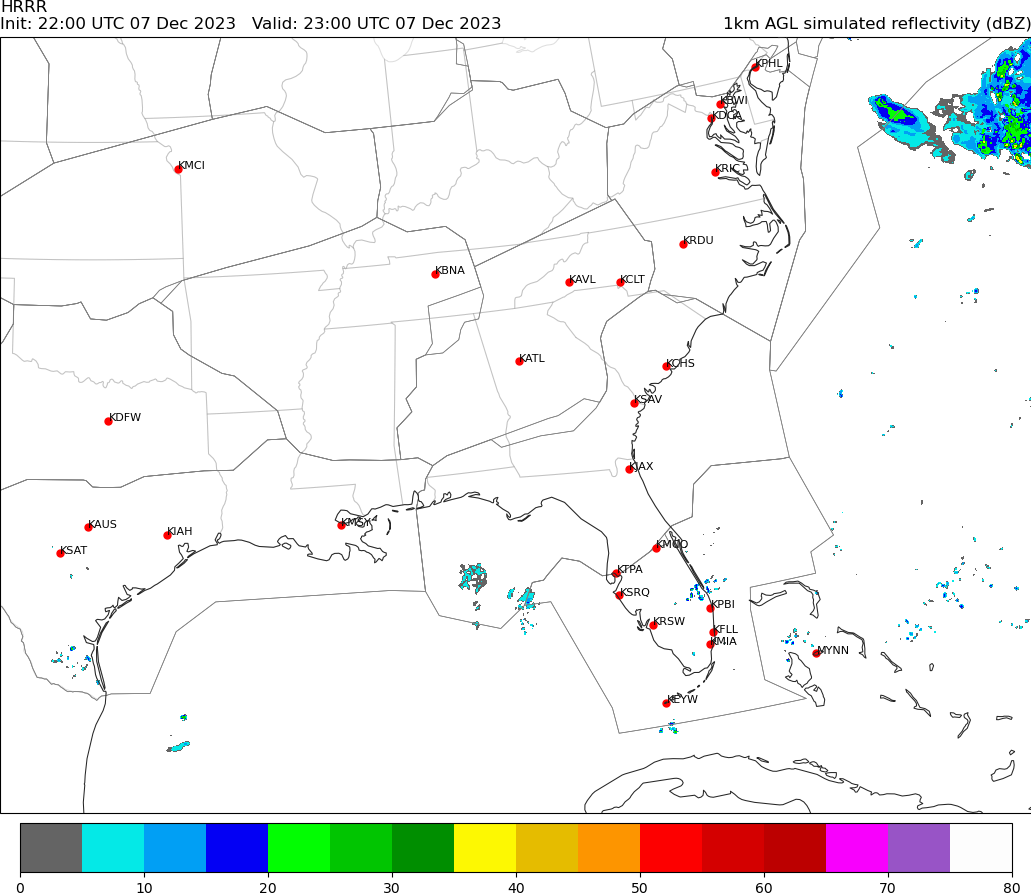 HRRR
Init: 22:00 UTC 07 Dec 2023 Valid: 23:00 UTC 07 Dec 2023 1km AGL simulated reflectivity (dBZ)
KPHL
KBWI
KDCA
KMCI
KRIC
KRDU
KBNA
KAVL
KCLT
KATL
KCHS
KSAV
KDFW
KJAX
KAUS
KMSY
KIAH
KSAT
KMCO
KTPA
KSRQ
KPBI
KRSW
KFLL
KMIA
MYNN
KEYW
0 10 20 30 40 50 60 70 80